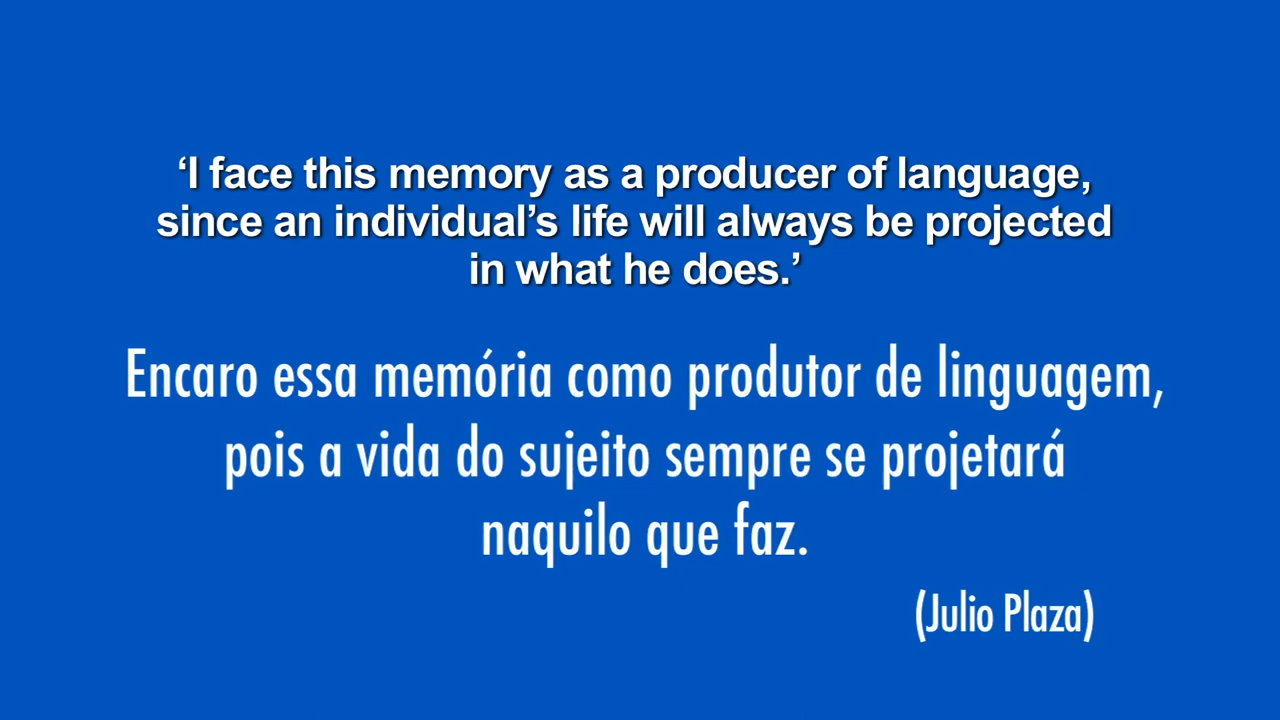 ‘I face this memory as a producer of language,
since an individual’s life will always be projected
in what he does.’
Encaro essa memória como produtor de linguagem,
pois a vida do sujeito sempre se projetará
naquilo que faz.
(Julio Plaza)